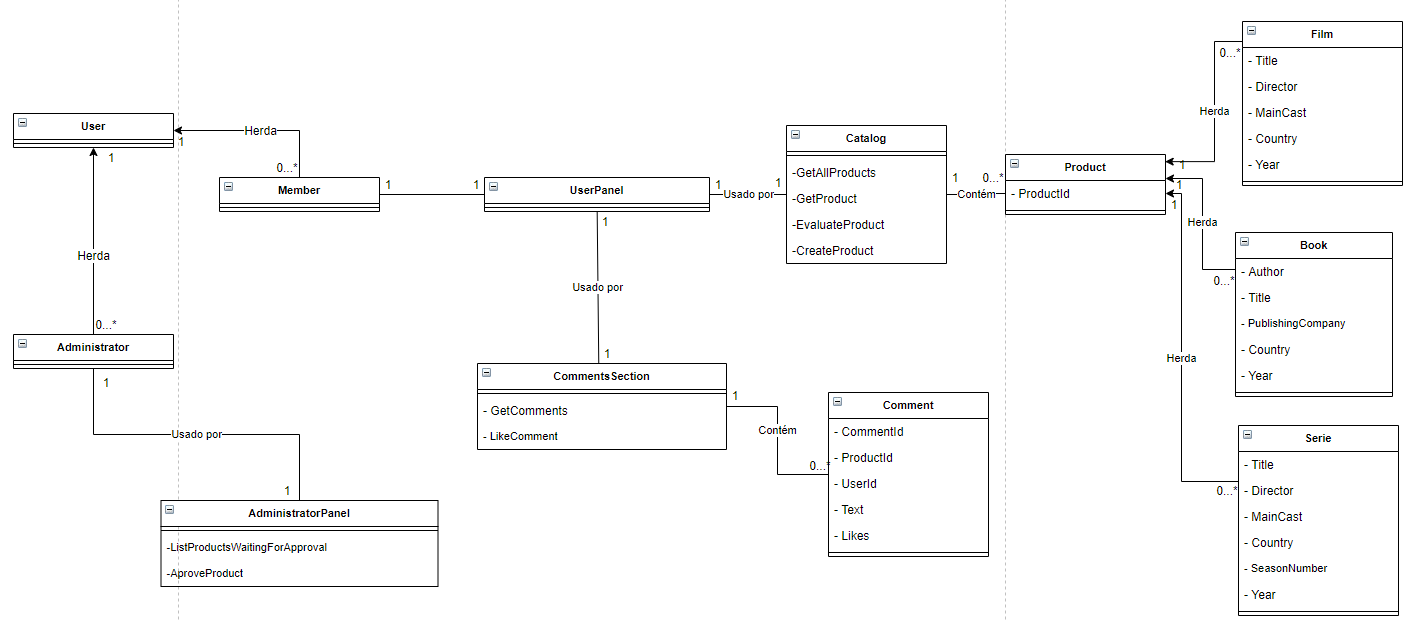 User
1
1
Herda
0...*
Member
1
1
UserPanel
1
Usado por
1
Catalog
-GetAllProducts
-GetProduct
-EvaluateProduct
-CreateProduct
1
0...*
Contém
Product
- ProductId
1
1
1
Herda
0...*
Film
- Title
- Director
- MainCast
- Country
- Year
Herda
0...*
Book
- Author
- Title
- PublishingCompany
- Country
- Year
Herda
0...*
Serie
- Title
- Director
- MainCast
- Country
- SeasonNumber
- Year
Herda
0...*
Administrator
1
Usado por
1
AdministratorPanel
-ListProductsWaitingForApproval
-AproveProduct
1
Usado por
1
CommentsSection
- GetComments
- LikeComment
1
Contém
0...*
Comment
- CommentId
- ProductId
- UserId
- Text
- Likes